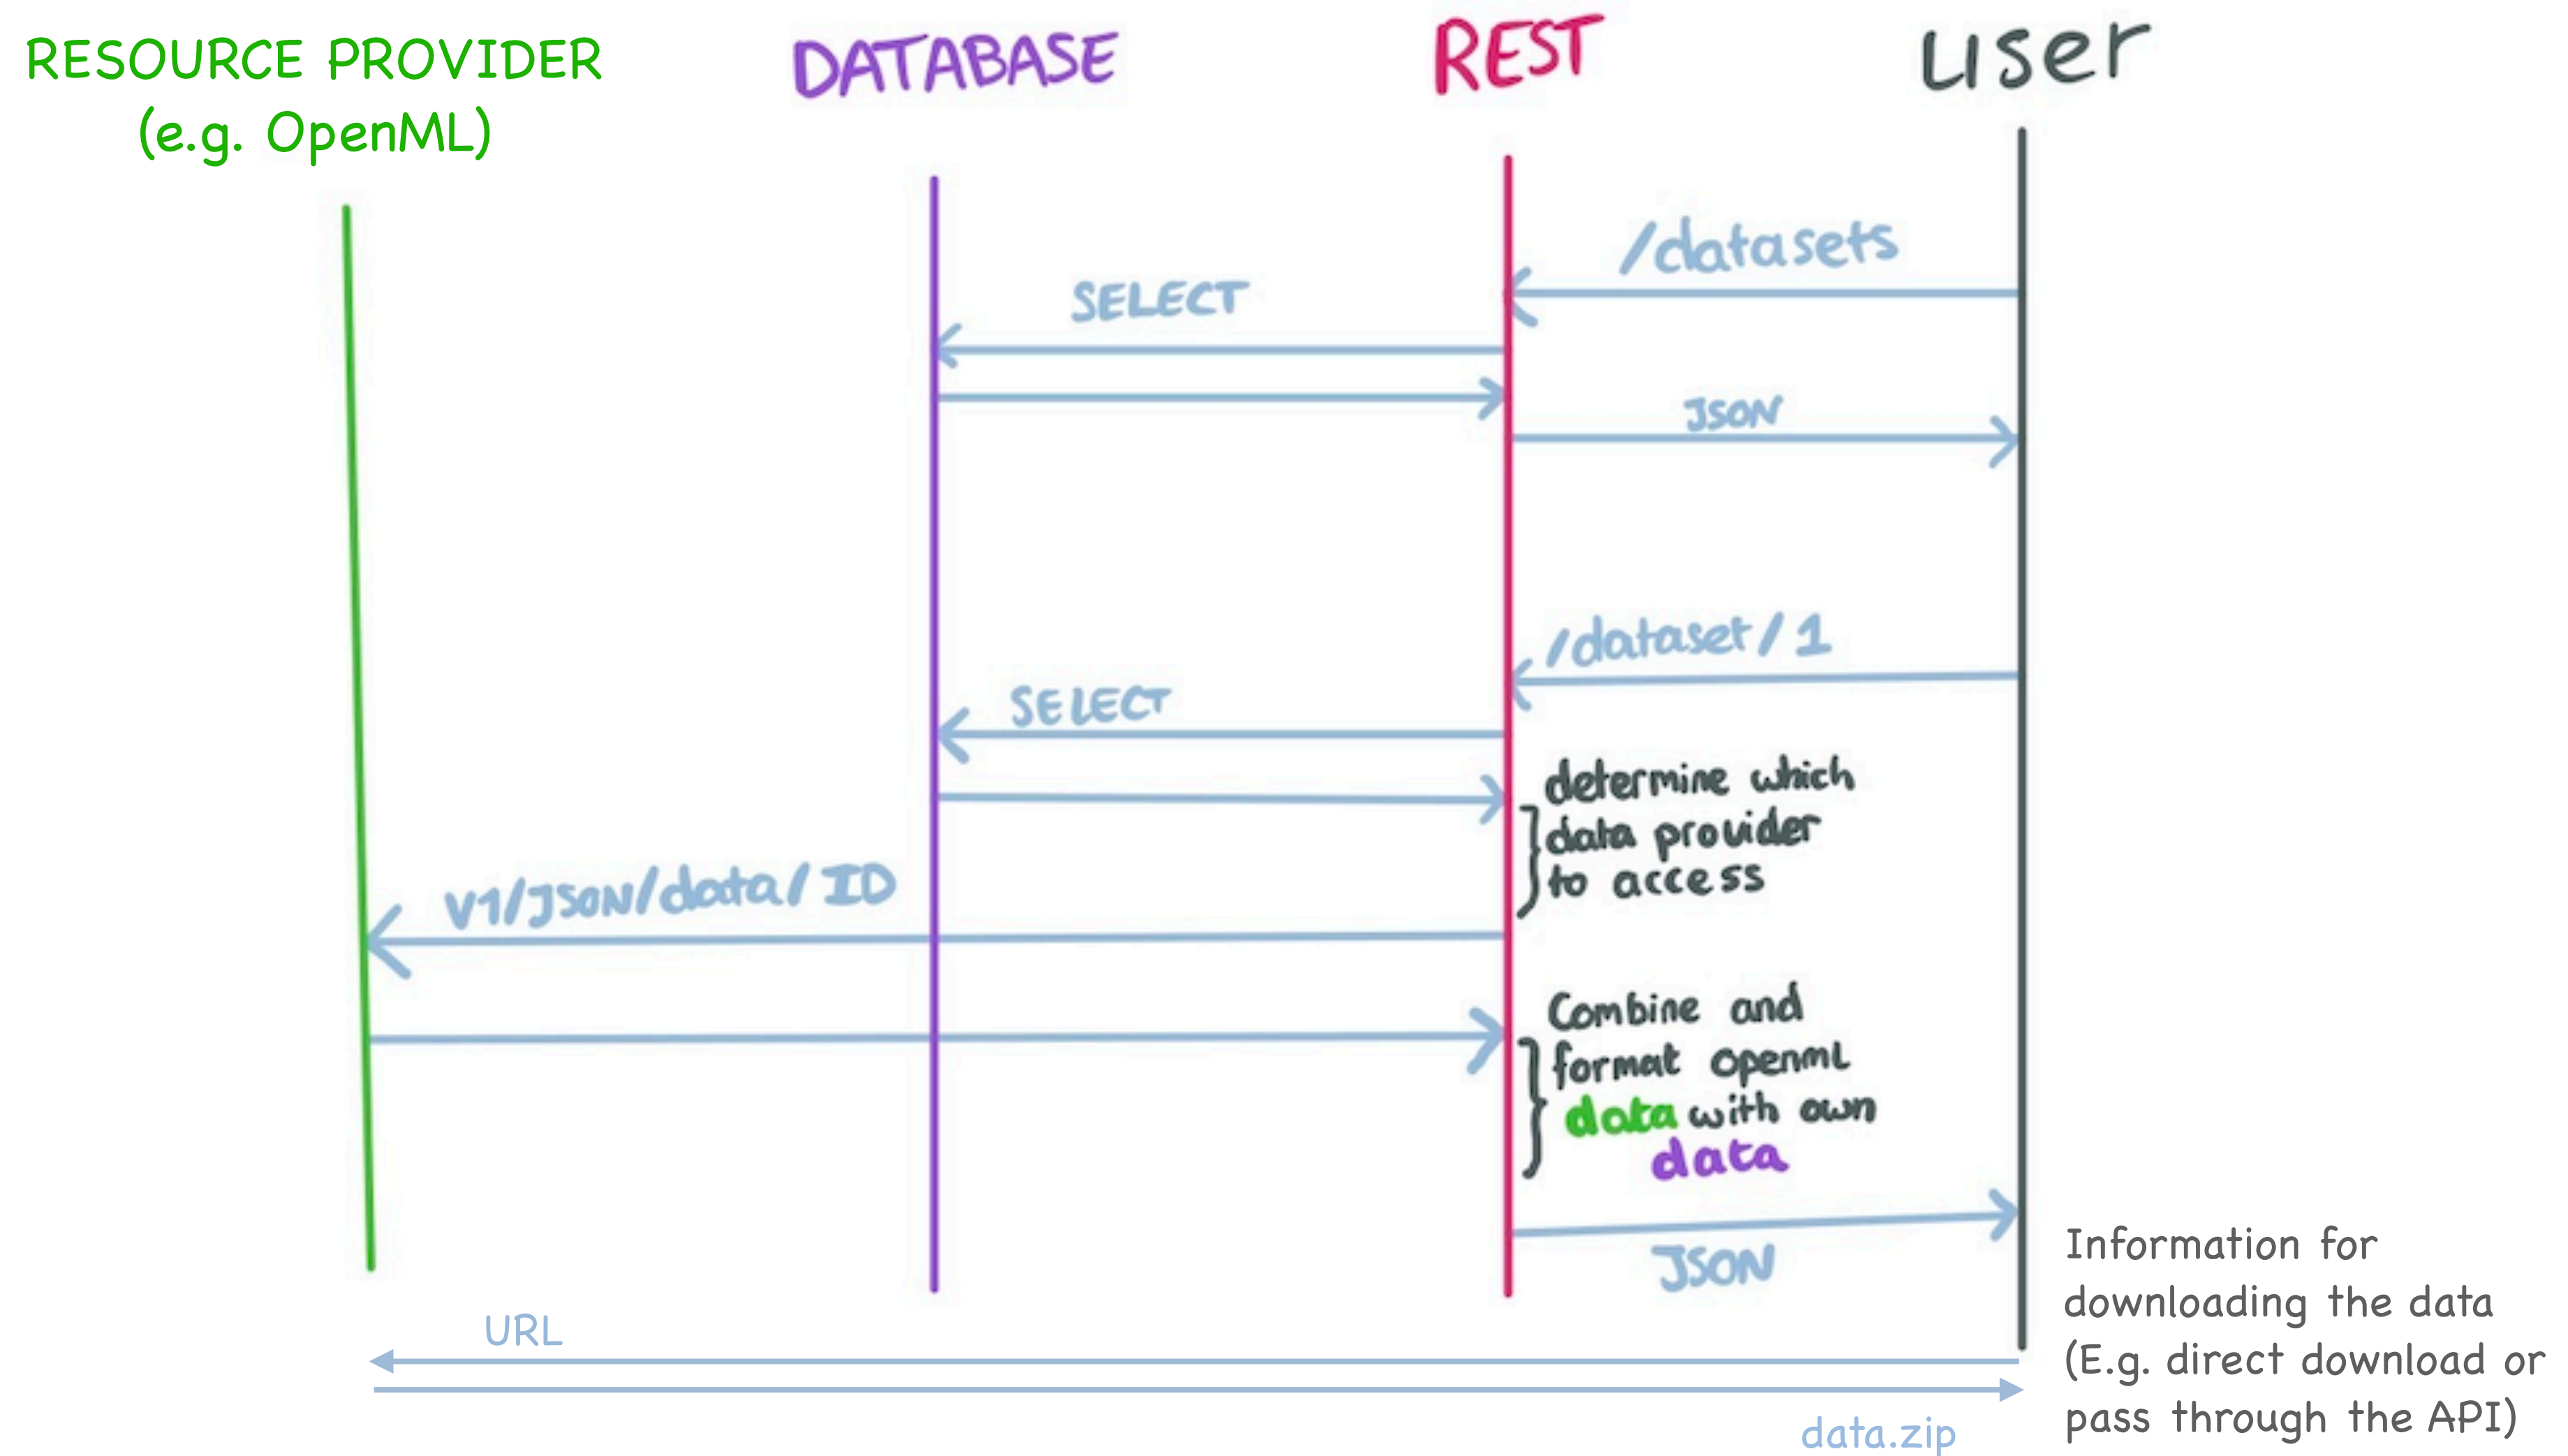 RESOURCE PROVIDER
(e.g. OpenML)
DATABASE
REST
user
/datasets
SELECT
JSON
/dataset/1
SELECT
determine which
data provider
to access
V1/JSON/data/ID
Combine and
format openml
data with own
data
JSON
Information for
downloading the data
(E.g. direct download or
pass through the API)
URL
data.zip